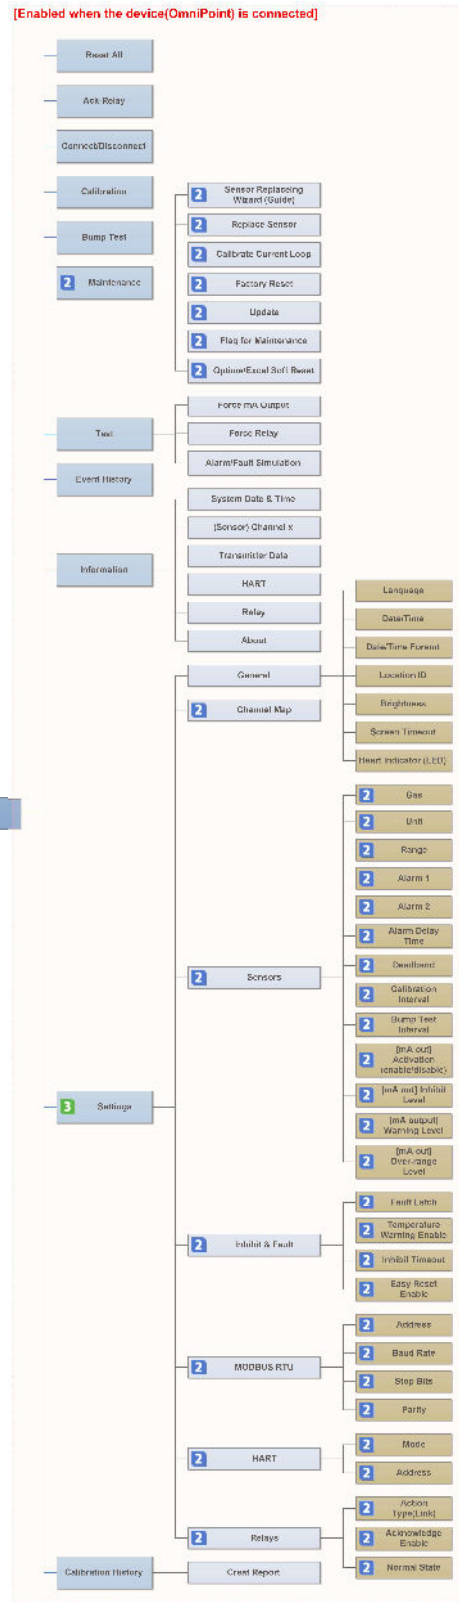 [Enabled when the device(OmniPoint) is connected]
Reset All
Ack Relay
Connect/Disconnect
Calibration
Bump Test
2 Maintenance
2 Sensor Replaceing
Wizard (Guide)
2 Replace Sensor
2 Calibrate Current Loop
2 Factory Reset
2 Update
2 Flag for Maintenance
2 Optima/Excel Soft Reset
Test
Force mA Output
Force Relay
Alarm/Fault Simulation
Event History
Information
System Date & Time
(Sensor) Channel x
Transmitter Data
HART
Relay
About
3 Settings
General
Language
Date/Time
Date/Time Format
Location ID
Brightness
Screen Timeout
Heart Indicator (LED)
2 Channel Map
2 Sensors
2 Gas
2 Unit
2 Range
2 Alarm 1
2 Alarm 2
2 Alarm Delay
Time
2 Deadband
2 Calibration
Interval
2 Bump Test
Interval
2 [mA out]
Activation
(enable/disable)
2 [mA out] Inhibit
Level
2 [mA output]
Warning Level
2 [mA out]
Over-range
Level
2 Inhibit & Fault
2 Fault Latch
2 Temperature
Warning Enable
2 Inhibit Timeout
2 Easy Reset
Enable
2 MODBUS RTU
2 Address
2 Baud Rate
2 Stop Bits
2 Parity
2 HART
2 Mode
2 Address
2 Relays
2 Action
Type(Link)
2 Acknowledge
Enable
2 Normal State
Calibration History
Creat Report